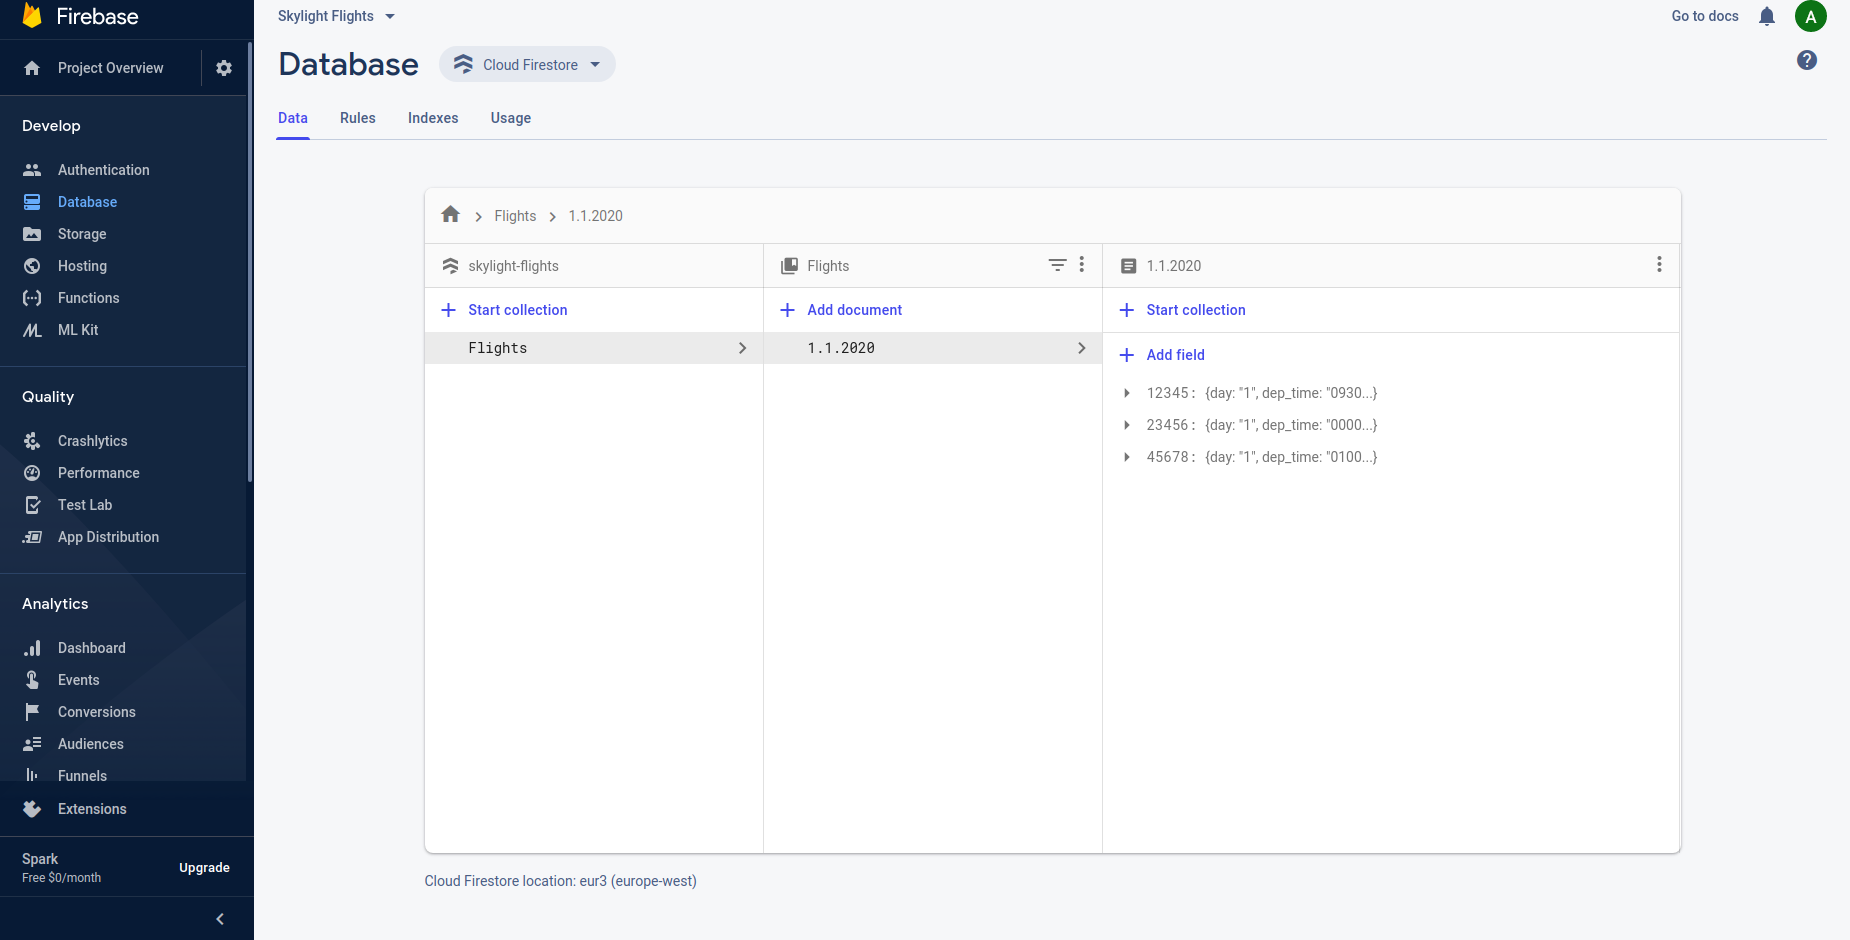 Firebase
Project Overview
Develop
Authentication
Database
Storage
Hosting
Functions
ML Kit
Quality
Crashlytics
Performance
Test Lab
App Distribution
Analytics
Dashboard
Events
Conversions
Audiences
Funnels
Extensions
Spark
Free $0/month
Upgrade
Skylight Flights
Go to docs
A
Database
Cloud Firestore
Data Rules Indexes Usage
Flights 1.1.2020
skylight-flights
Start collection
Flights
Flights
Add document
1.1.2020
1.1.2020
Start collection
Add field
12345: {day: "1", dep_time: "0930...}
23456: {day: "1", dep_time: "0000...}
45678: {day: "1", dep_time: "0100...}
Cloud Firestore location: eur3 (europe-west)